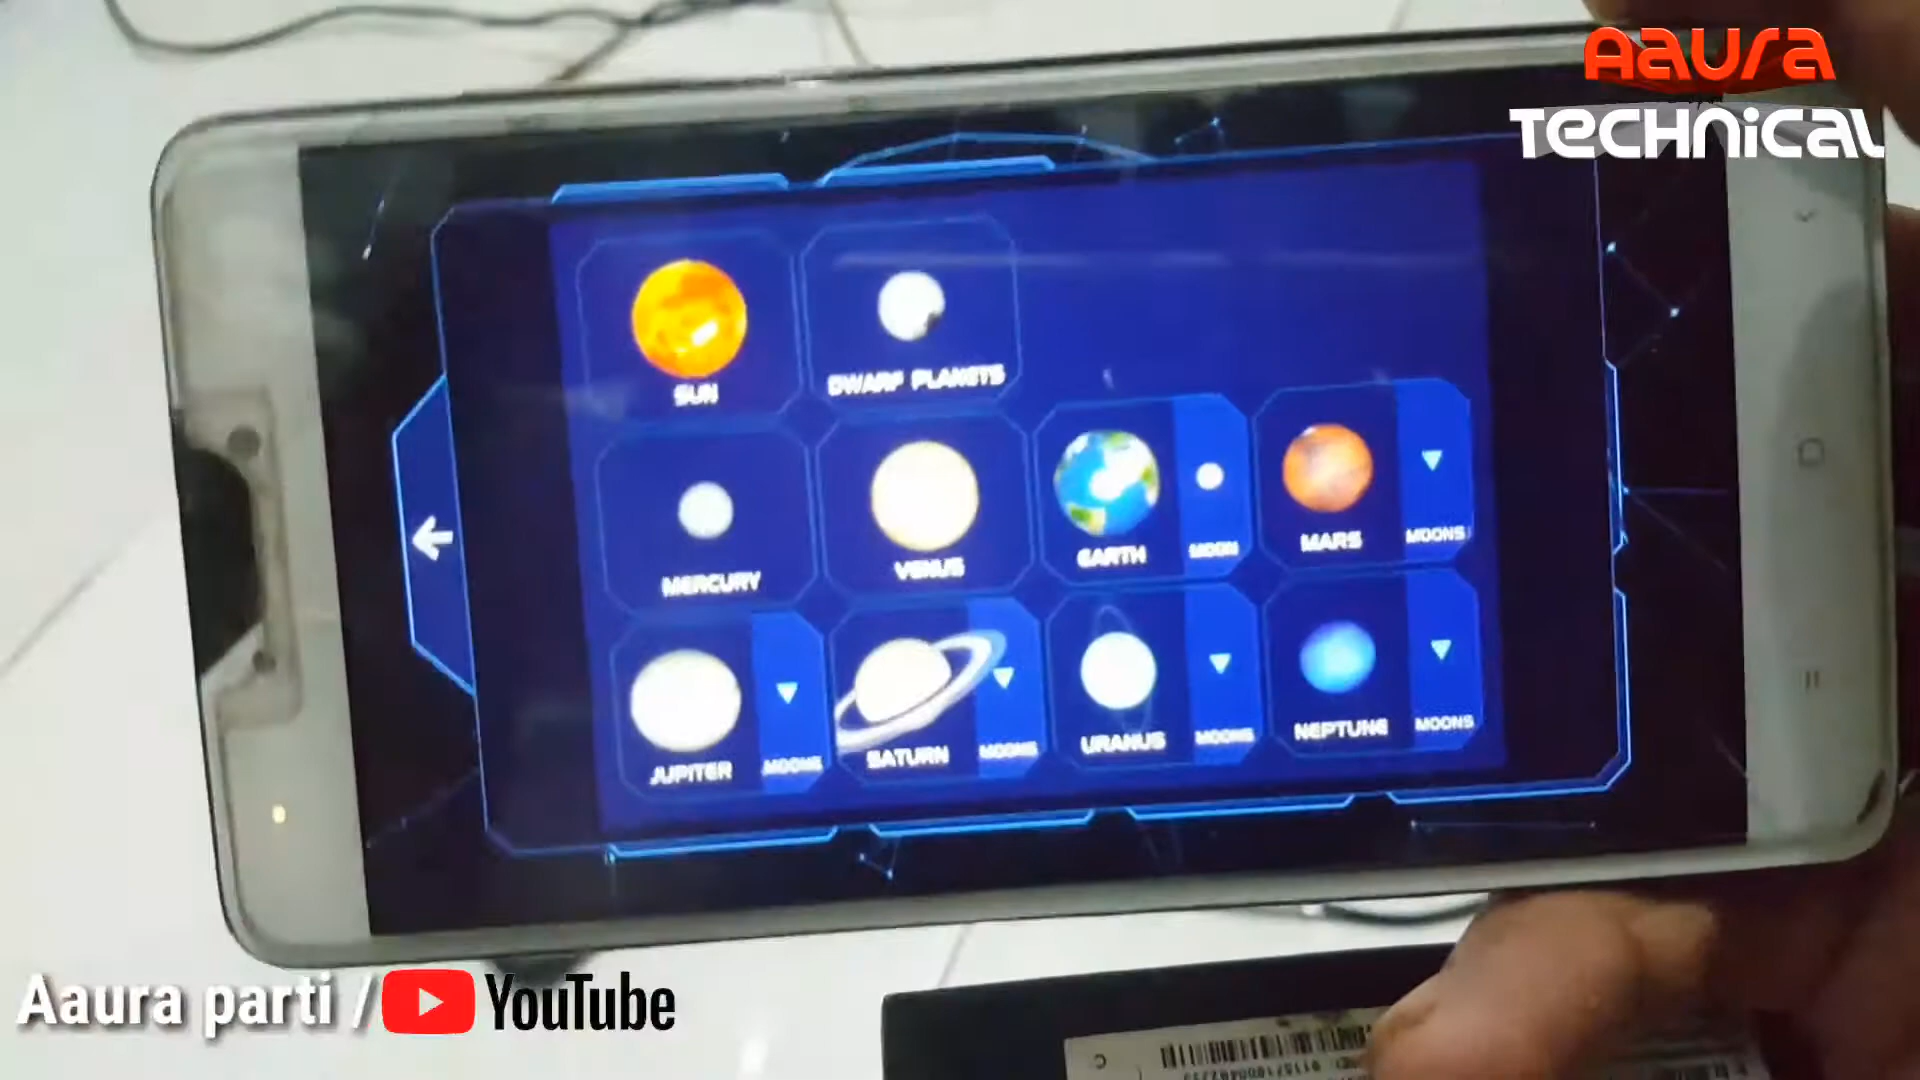 Aaura
TECHNiCAL
SUN
DWARF PLANETS
MERCURY
VENUS
EARTH
MOON
MARS
MOONS
JUPITER
MOONS
SATURN
MOONS
URANUS
MOONS
NEPTUNE
MOONS
Aaura parti / YouTube
C